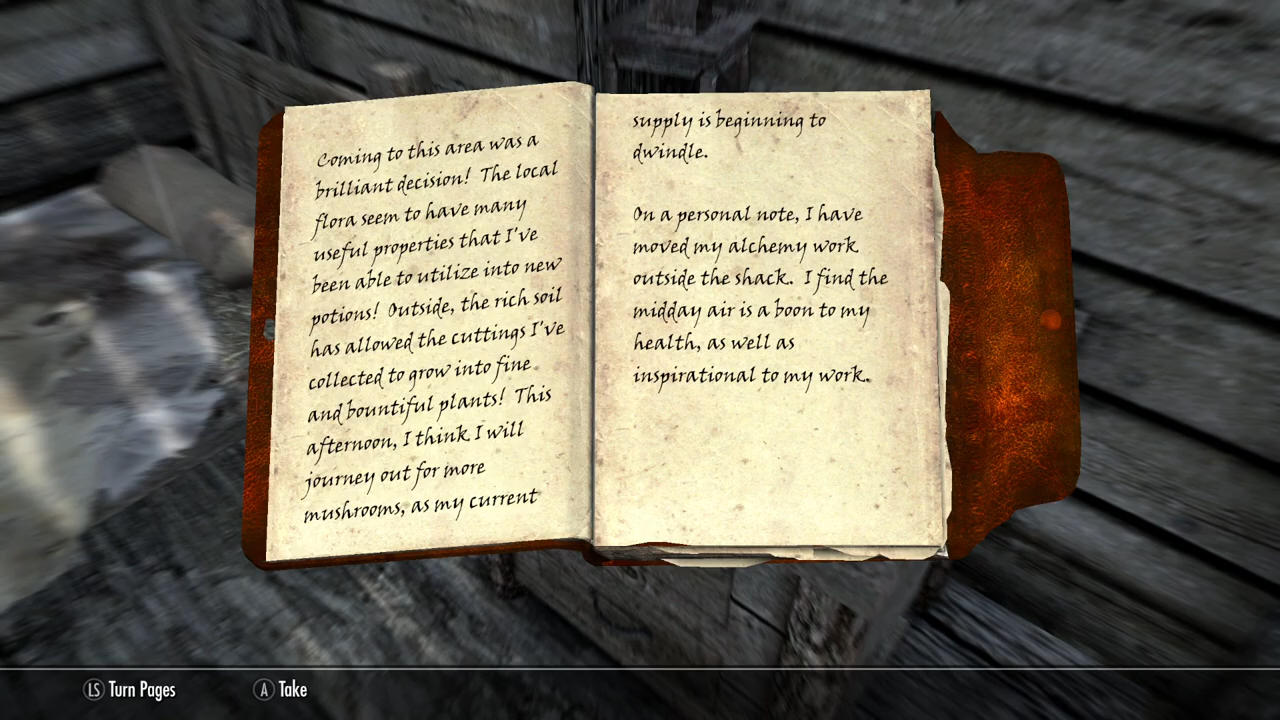 Coming to this area was a
brilliant decision! The local
flora seem to have many
useful properties that I've
been able to utilize into new
potions! Outside, the rich soil
has allowed the cuttings I've
collected to grow into fine
and bountiful plants! This
afternoon, I think I will
journey out for more
mushrooms, as my current
supply is beginning to
dwindle.
On a personal note, I have
moved my alchemy work
outside the shack. I find the
midday air is a boon to my
health, as well as
inspirational to my work.
LS Turn Pages
A Take